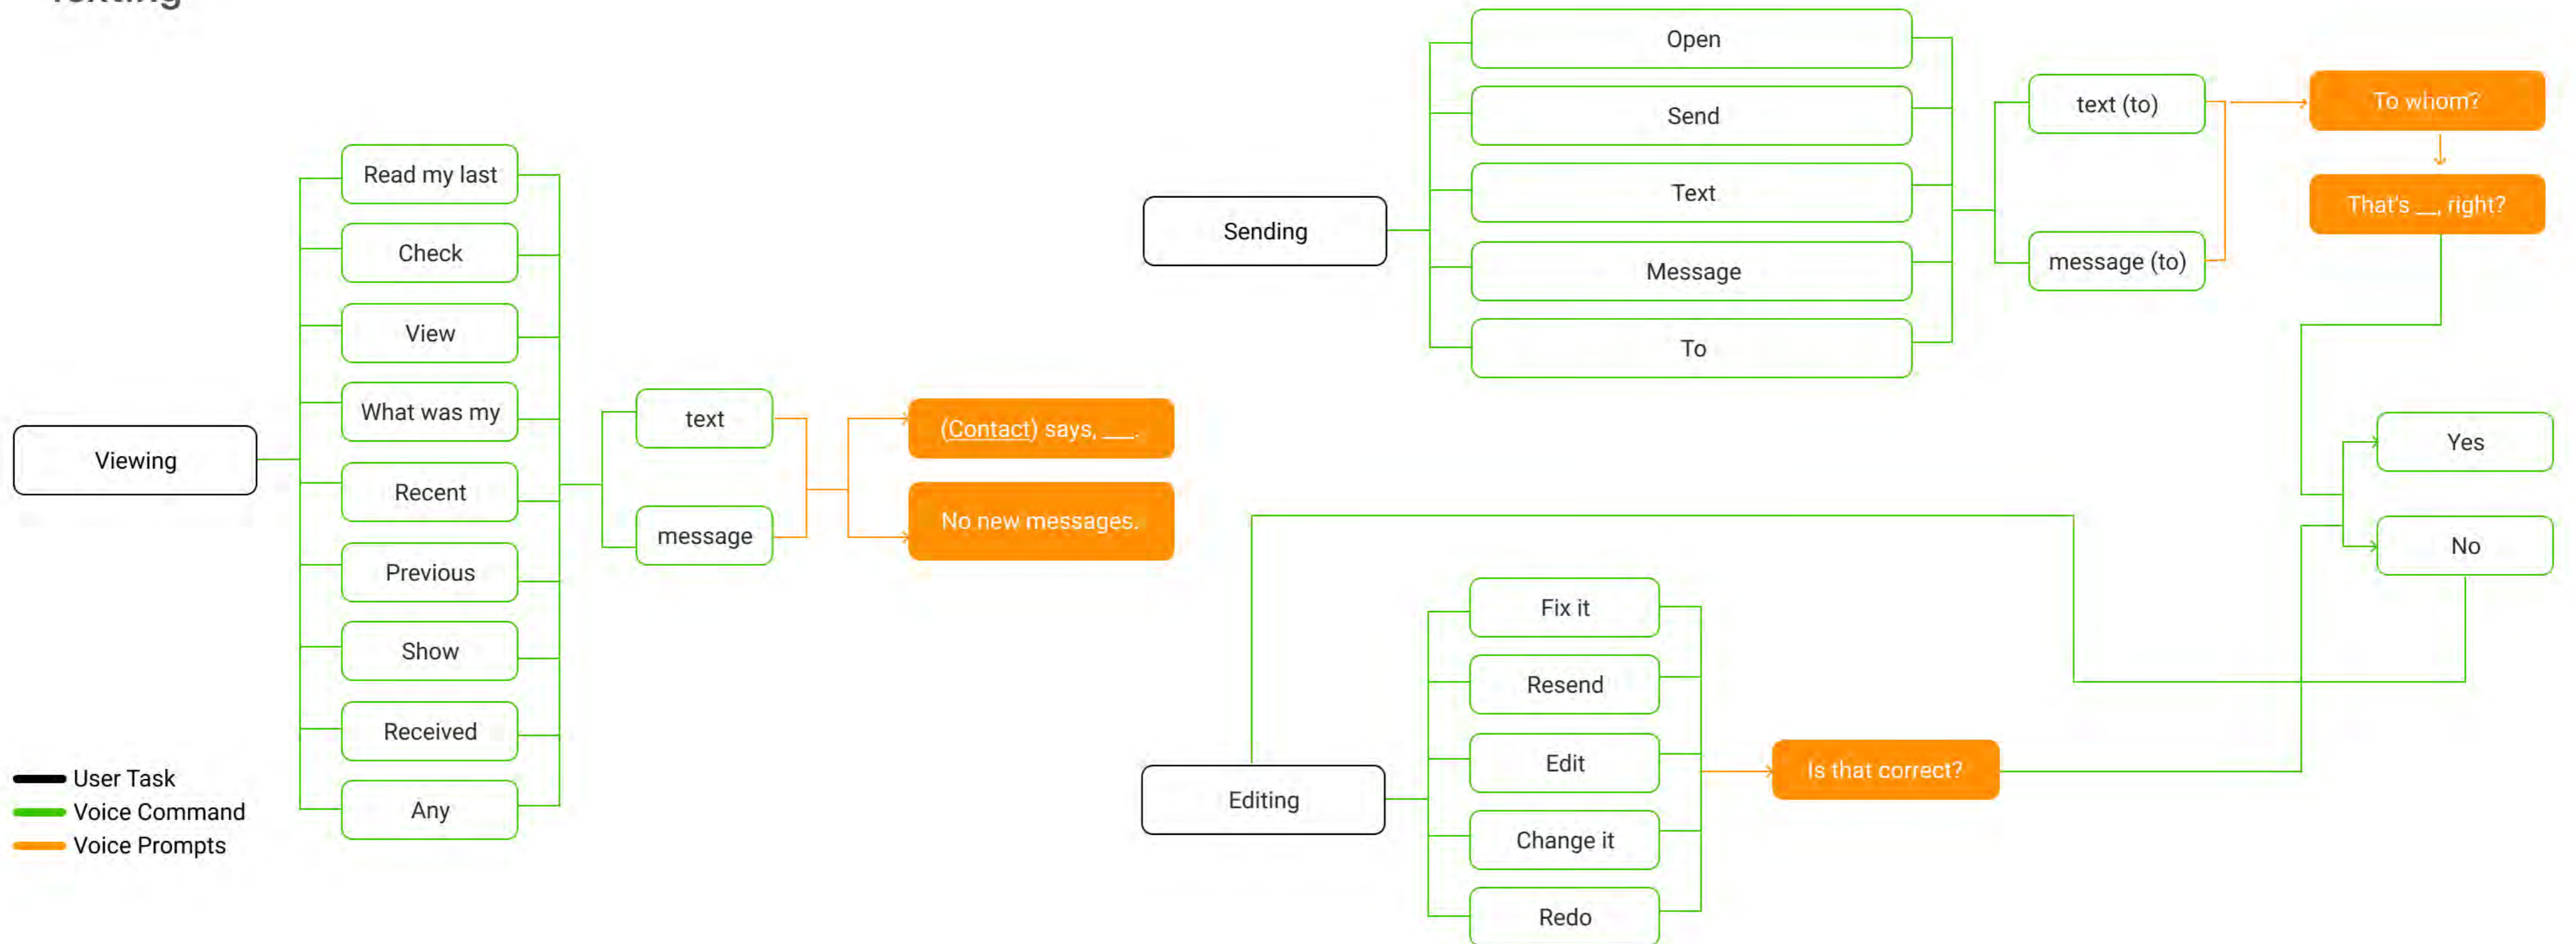 Texting
Viewing
Read my last
Check
View
What was my
Recent
Previous
Show
Received
Any
text
message
(Contact) says, ___.
No new messages.
User Task
Voice Command
Voice Prompts
Sending
Open
Send
Text
Message
To
text (to)
message (to)
To whom?
That's __, right?
Yes
No
Editing
Fix it
Resend
Edit
Change it
Redo
Is that correct?